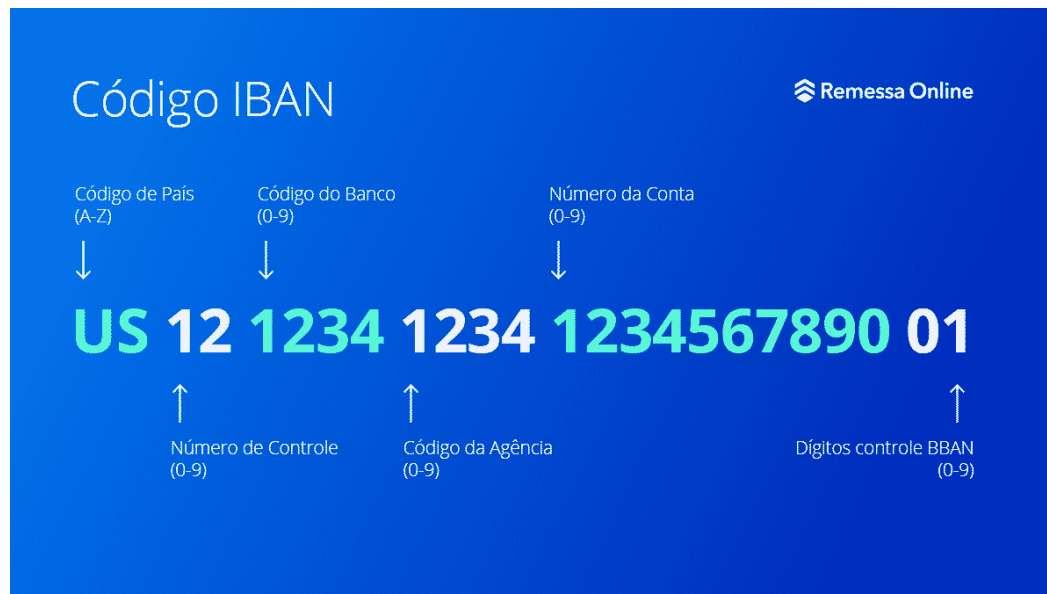 Código IBAN
Remessa Online
Código de País
(A-Z)
Código do Banco
(0-9)
Número da Conta
(0-9)
US 12 1234 1234 1234567890 01
Número de Controle
(0-9)
Código da Agência
(0-9)
Dígitos controle BBAN
(0-9)